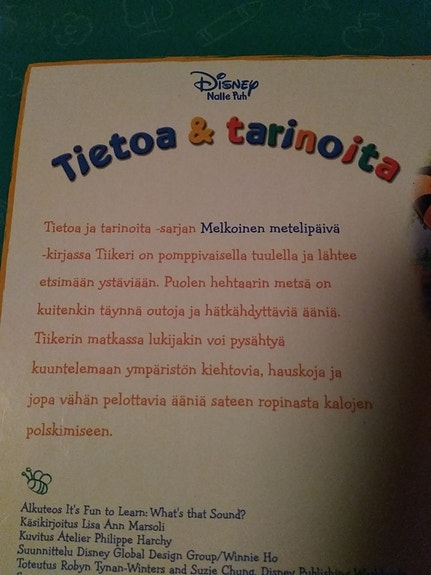 Disney
Nalle Puh
Tietoa & tarinoita
Tietoa ja tarinoita -sarjan Melkoinen metelipäivä
-kirjassa Tiikeri on pomppivaisella tuulella ja lähtee
etsimään ystäviään. Puolen hehtaarin metsä on
kuitenkin täynnä outoja ja hätkähdyttäviä ääniä.
Tiikerin matkassa lukijakin voi pysähtyä
kuuntelemaan ympäristön kiehtovia, hauskoja ja
jopa vähän pelottavia ääniä sateen ropinasta kalojen
polskimiseen.
Alkuteos It's Fun to Learn: What's that Sound?
Käsikirjoitus Lisa Ann Marsoli
Kuvitus Atelier Philippe Harchy
Suunnittelu Disney Global Design Group/Winnie Ho
Toteutus Robyn Tynan-Winters and Suzie Chung, Disney Publishing